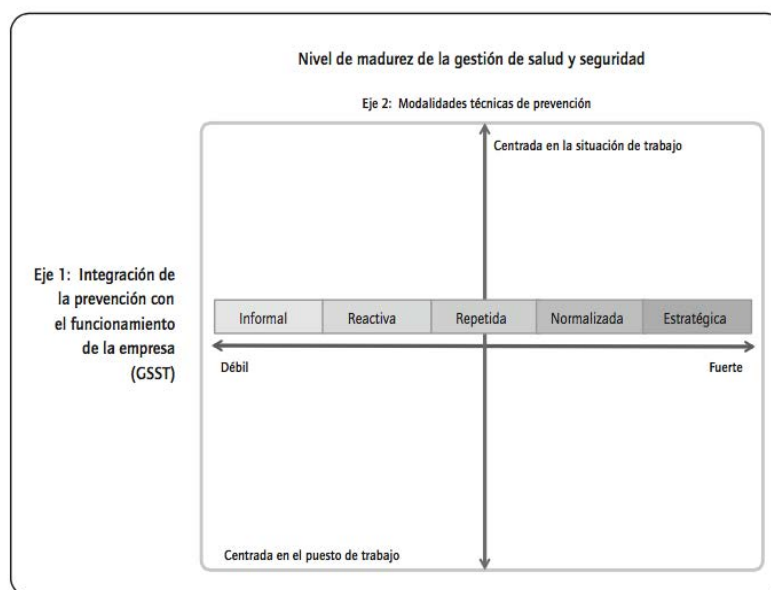 Nivel de madurez de la gestión de salud y seguridad
Eje 2: Modalidades técnicas de prevención
Centrada en la situación de trabajo
Eje 1: Integración de
la prevención con
el funcionamiento
de la empresa
(GSST)
Informal Reactiva Repetida Normalizada Estratégica
Débil Fuerte
Centrada en el puesto de trabajo